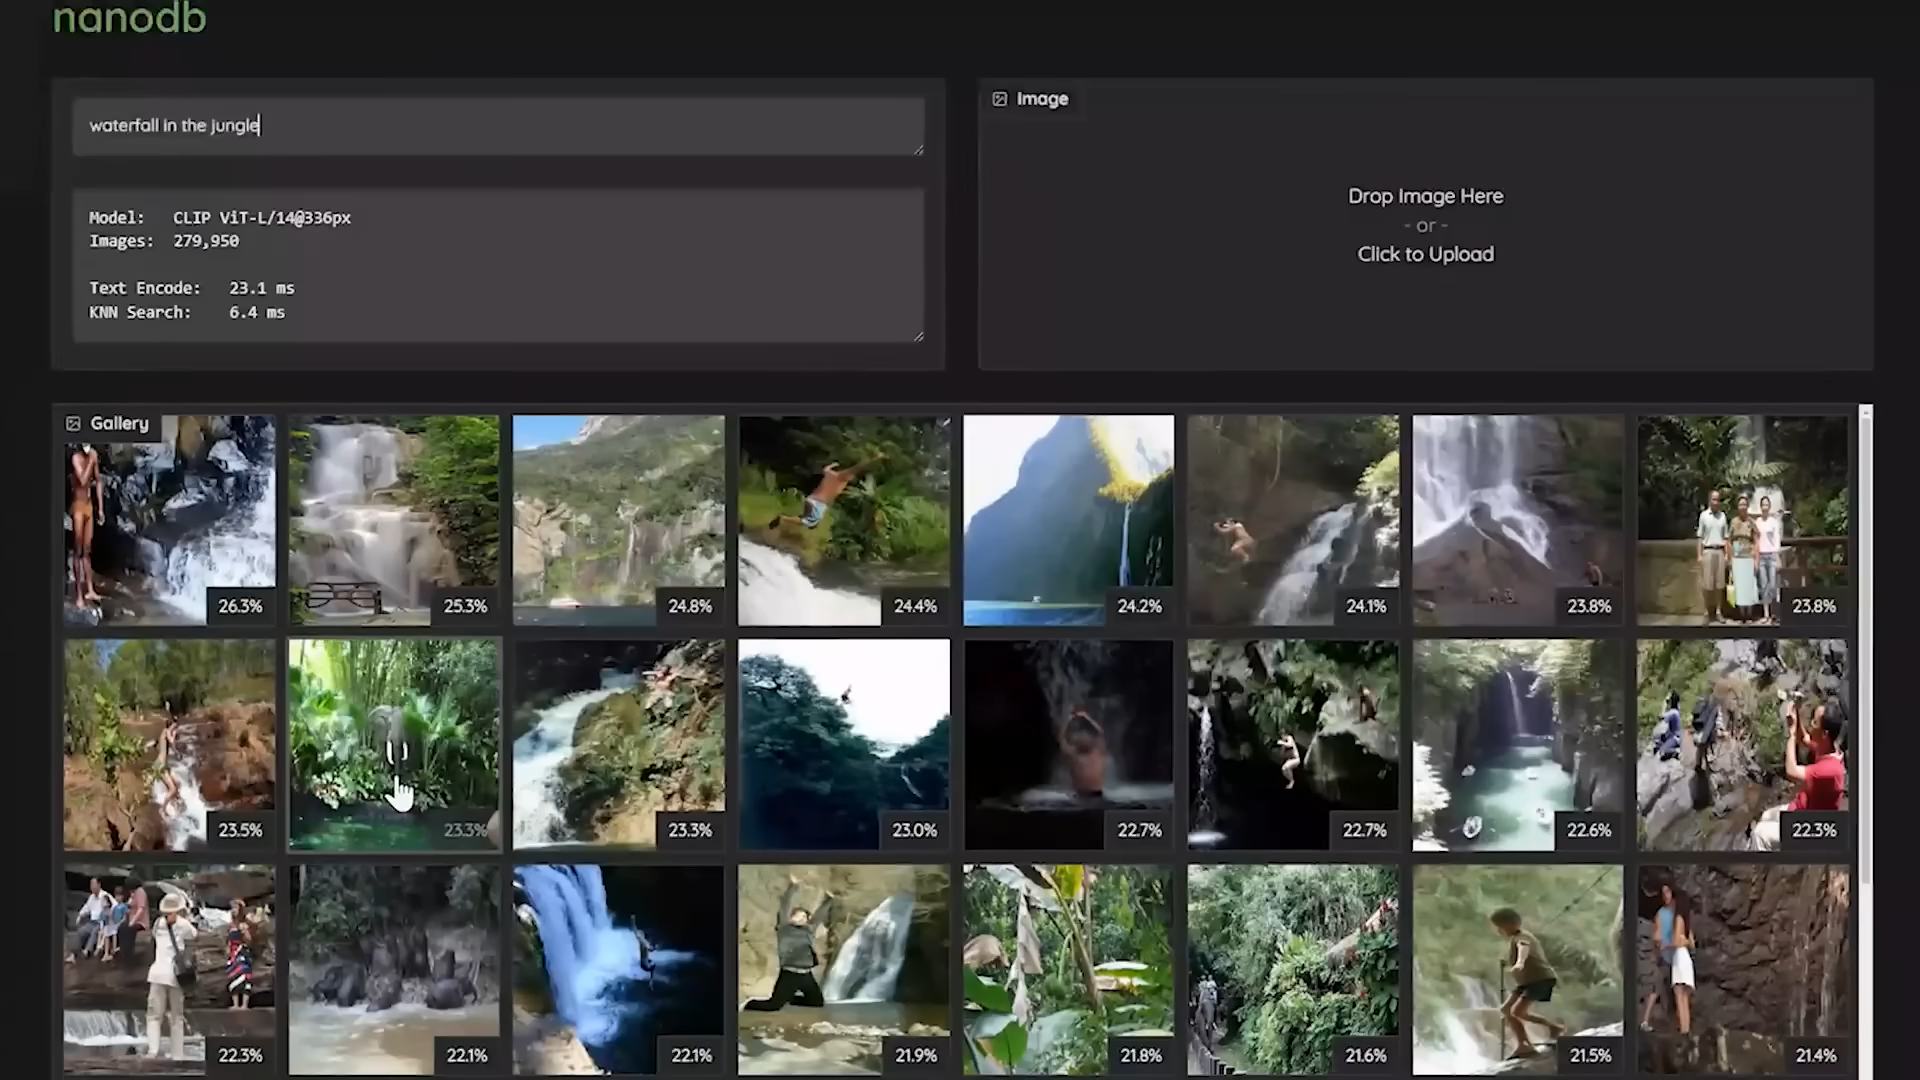 nanodb
waterfall in the jungle
Model: CLIP ViT-L/14@336px
Images: 279,950
Text Encode: 23.1 ms
KNN Search: 6.4 ms
Image
Drop Image Here
- or -
Click to Upload
Gallery
26.3% 25.3% 24.8% 24.4% 24.2% 24.1% 23.8% 23.8%
23.5% 23.3% 23.3% 23.0% 22.7% 22.7% 22.6% 22.3%
22.3% 22.1% 22.1% 21.9% 21.8% 21.6% 21.5% 21.4%